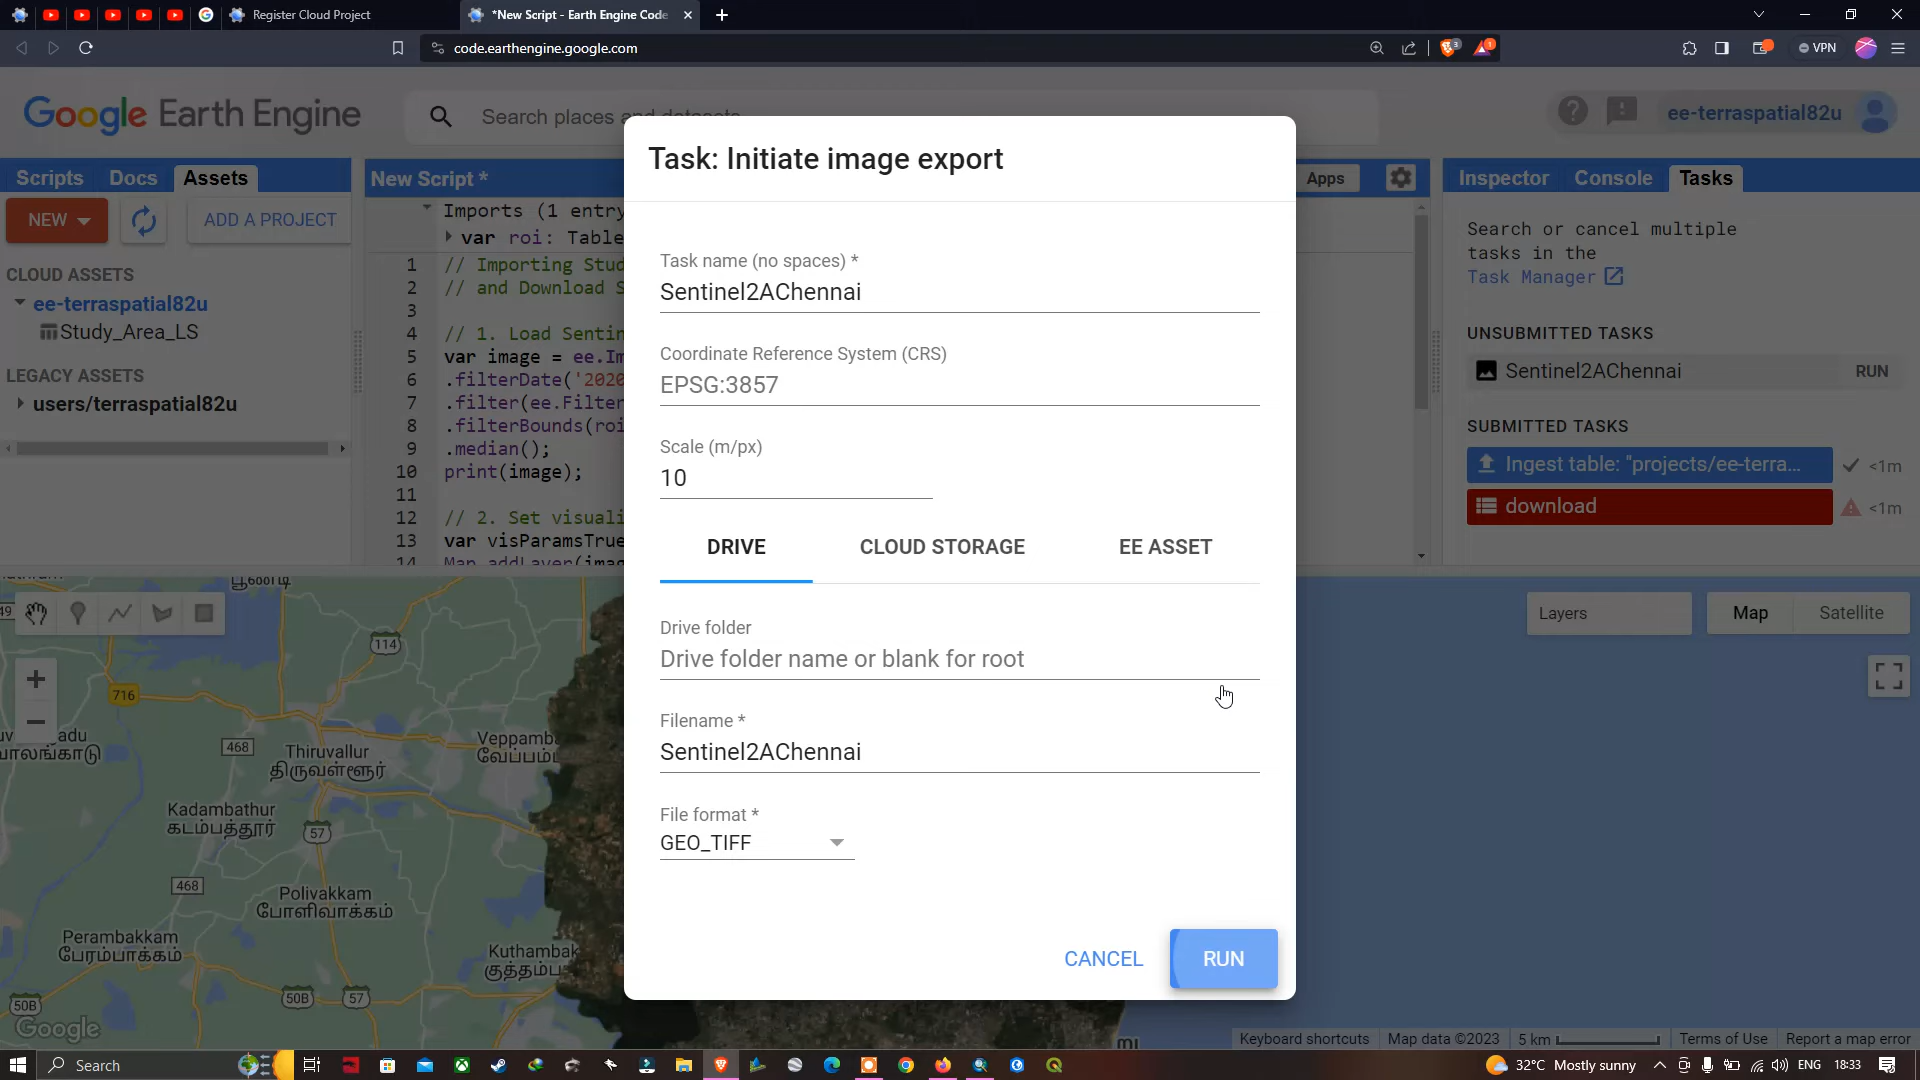 Register Cloud Project
*New Script - Earth Engine Code
code.earthengine.google.com
VPN
Google Earth Engine
Search places and datasets
ee-terraspatial82u
Scripts
Docs
Assets
NEW
ADD A PROJECT
CLOUD ASSETS
ee-terraspatial82u
Study_Area_LS
LEGACY ASSETS
users/terraspatial82u
New Script *
Apps
Imports (1 entry
var roi: Table
1 // Importing Stud
2 // and Download S
3
4 // 1. Load Sentin
5 var image = ee.Im
6 .filterDate('2020
7 .filter(ee.Filter
8 .filterBounds(roi
9 .median();
10 print(image);
11
12 // 2. Set visuali
13 var visParamsTrue
14 Map.addLayer(imag
Task: Initiate image export
Task name (no spaces) *
Sentinel2AChennai
Coordinate Reference System (CRS)
EPSG:3857
Scale (m/px)
10
DRIVE
CLOUD STORAGE
EE ASSET
Drive folder
Drive folder name or blank for root
Filename *
Sentinel2AChennai
File format *
GEO_TIFF
CANCEL
RUN
Inspector
Console
Tasks
Search or cancel multiple
tasks in the
Task Manager
UNSUBMITTED TASKS
Sentinel2AChennai
RUN
SUBMITTED TASKS
Ingest table: "projects/ee-terra...
<1m
download
<1m
Layers
Map
Satellite
49
114
716
468
Thiruvallur
திருவள்ளூர்
Kadambathur
கடம்பத்தூர்
57
468
Polivakkam
போளிவாக்கம்
Perambakkam
பேரம்பாக்கம்
50B
57
50B
Google
Keyboard shortcuts
Map data ©2023
5 km
Terms of Use
Report a map error
Search
32°C Mostly sunny
ENG
18:33